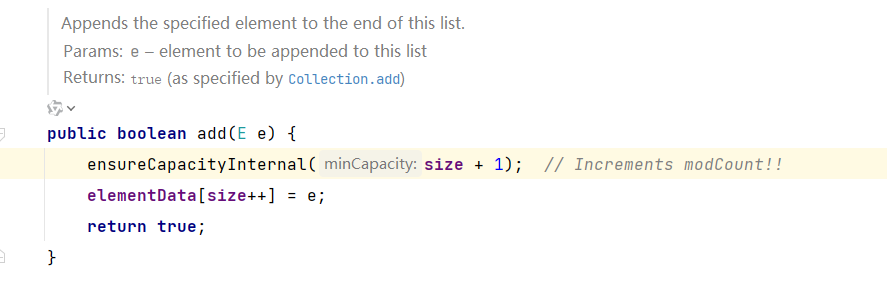 Appends the specified element to the end of this list.
Params: e – element to be appended to this list
Returns: true (as specified by Collection.add)
public boolean add(E e) {
ensureCapacityInternal( minCapacity: size + 1);  // Increments modCount!!
elementData[size++] = e;
return true;
}